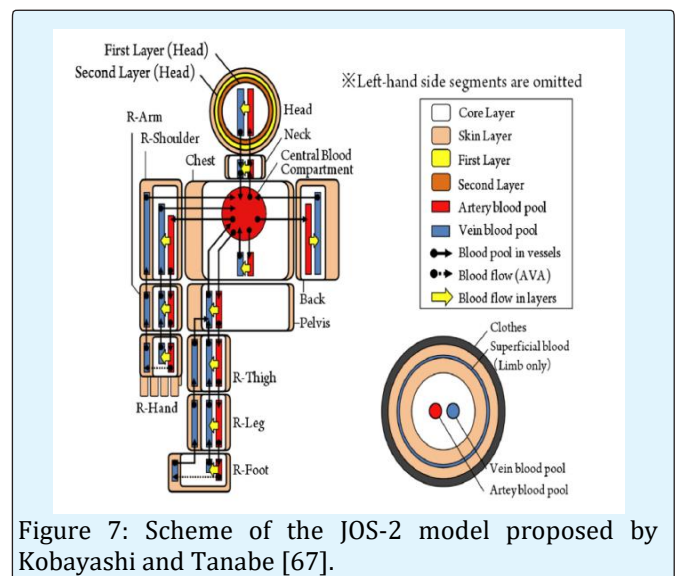 First Layer (Head)
Second Layer (Head)
※Left-hand side segments are omitted
R-Arm
R-Shoulder
Head
Neck
Chest
Central Blood
Compartment
Core Layer
Skin Layer
First Layer
Second Layer
Artery blood pool
Vein blood pool
Blood pool in vessels
Blood flow (AVA)
Blood flow in layers
Back
Pelvis
R-Thigh
R-Hand
R-Leg
R-Foot
Clothes
Superficial blood
(Limb only)
Vein blood pool
Artey blood pool
Figure 7: Scheme of the JOS-2 model proposed by
Kobayashi and Tanabe [67].